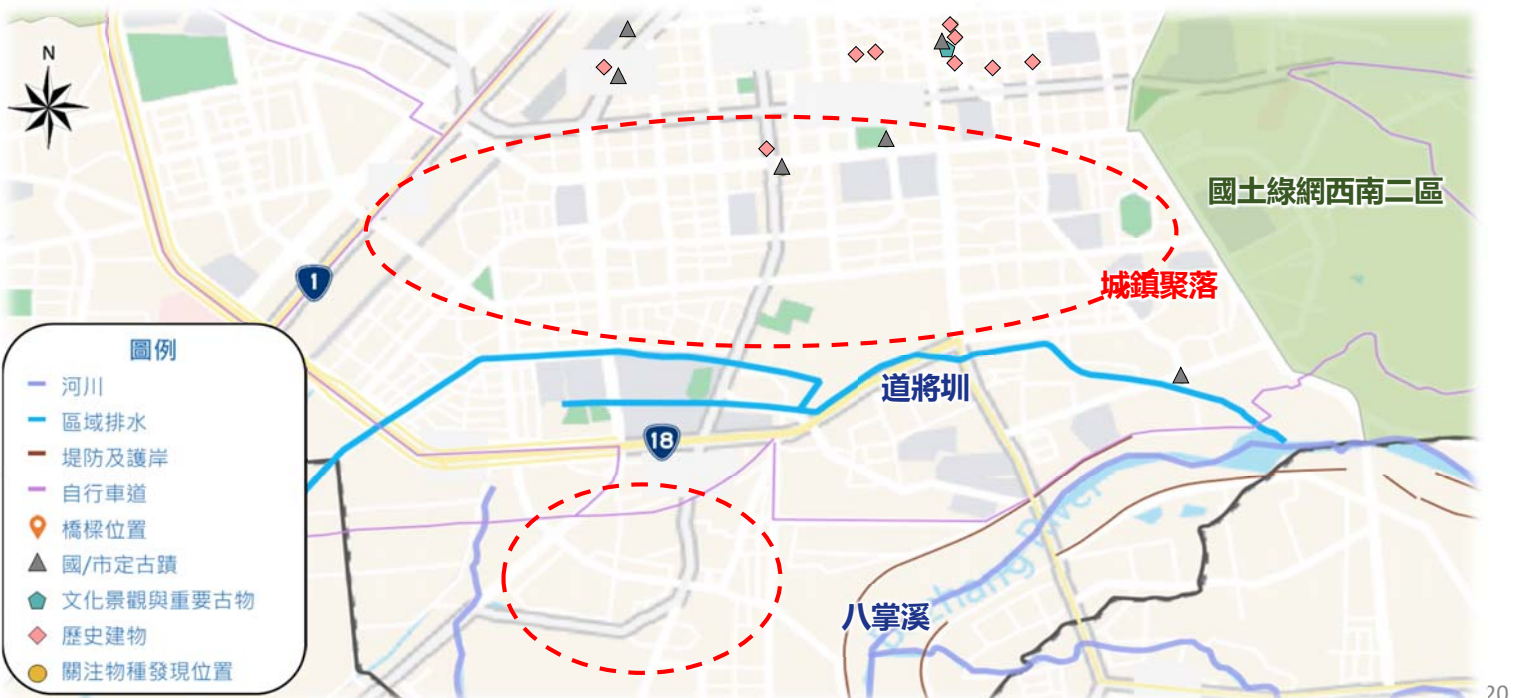 N
國土綠網西南二區
1
城鎮聚落
圖例
河川
區域排水
堤防及護岸
自行車道
橋樑位置
國/市定古蹟
文化景觀與重要古物
歷史建物
關注物種發現位置
道將圳
18
八掌溪
Bazhang River
20